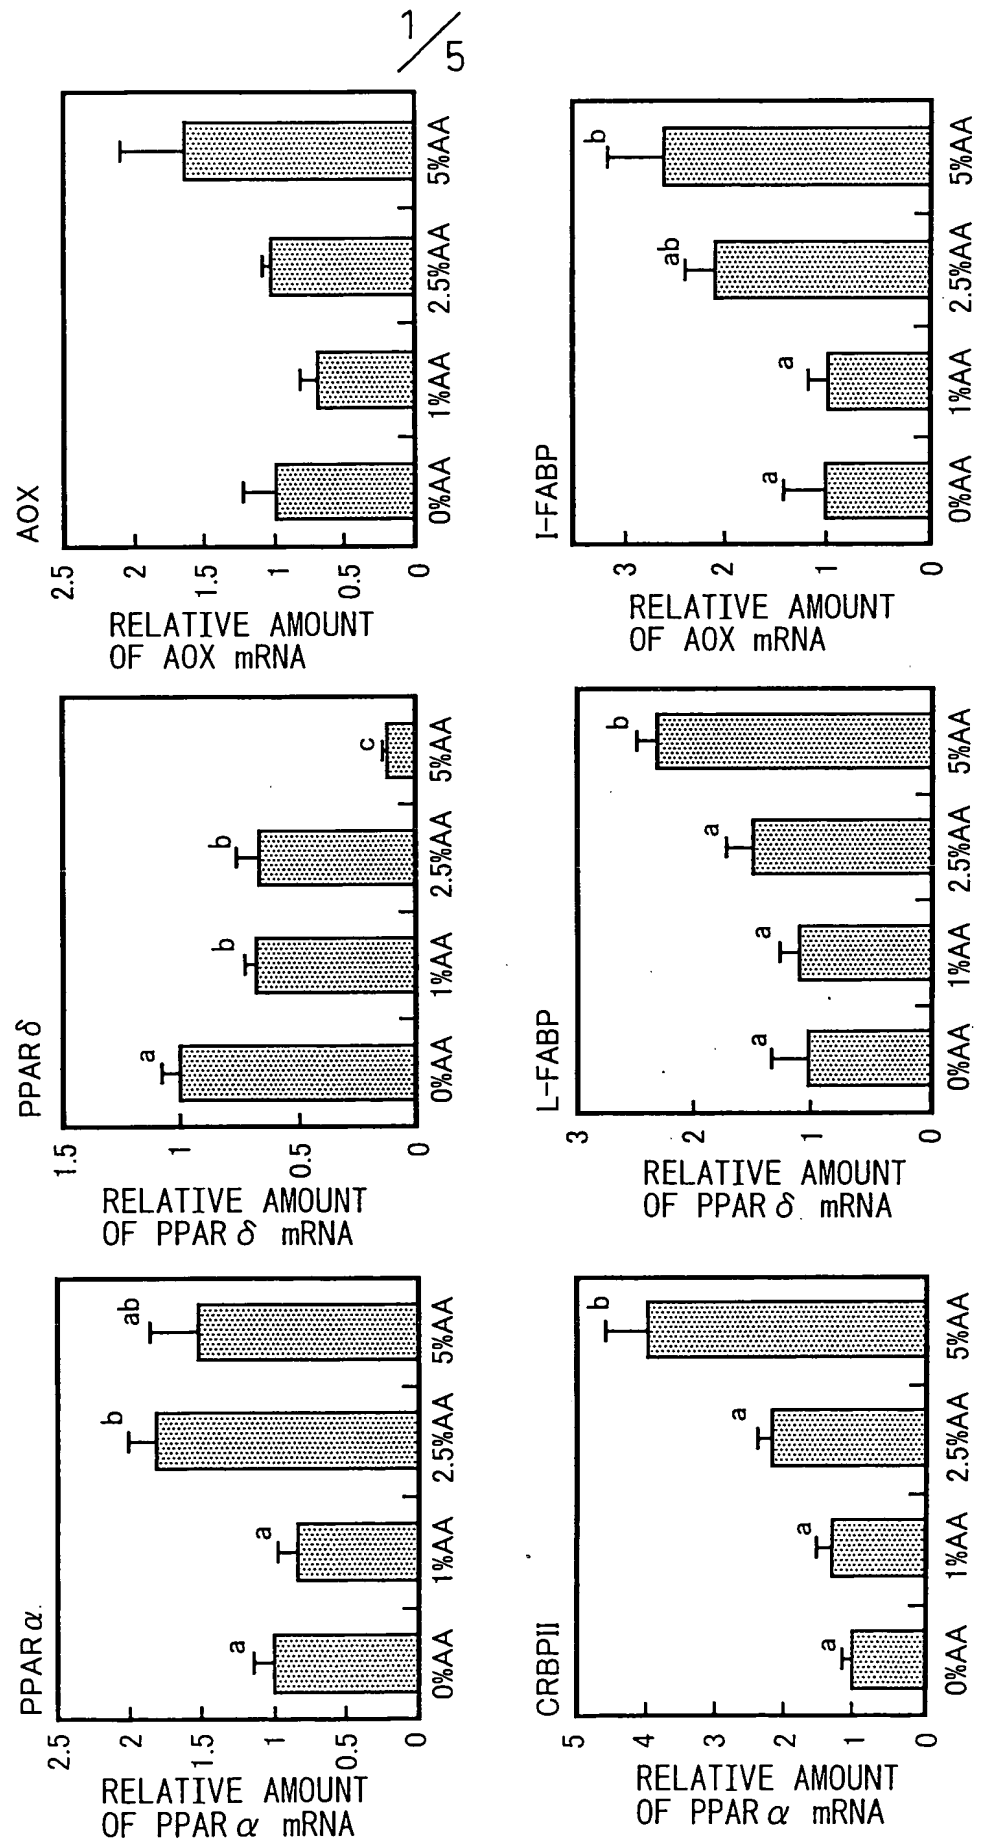 1/5
PPARα
RELATIVE AMOUNT
OF PPARα mRNA
2.5
2
1.5
1
0.5
0
a
a
b
ab
0%AA
1%AA
2.5%AA
5%AA
PPARδ
RELATIVE AMOUNT
OF PPARδ mRNA
1.5
1
0.5
0
a
b
b
c
0%AA
1%AA
2.5%AA
5%AA
AOX
RELATIVE AMOUNT
OF AOX mRNA
2.5
2
1.5
1
0.5
0
0%AA
1%AA
2.5%AA
5%AA
CRBPII
RELATIVE AMOUNT
OF PPARα mRNA
5
4
3
2
1
0
a
a
a
b
0%AA
1%AA
2.5%AA
5%AA
L-FABP
RELATIVE AMOUNT
OF PPARδ mRNA
3
2
1
0
a
a
a
b
0%AA
1%AA
2.5%AA
5%AA
I-FABP
RELATIVE AMOUNT
OF AOX mRNA
3
2
1
0
a
a
ab
b
0%AA
1%AA
2.5%AA
5%AA